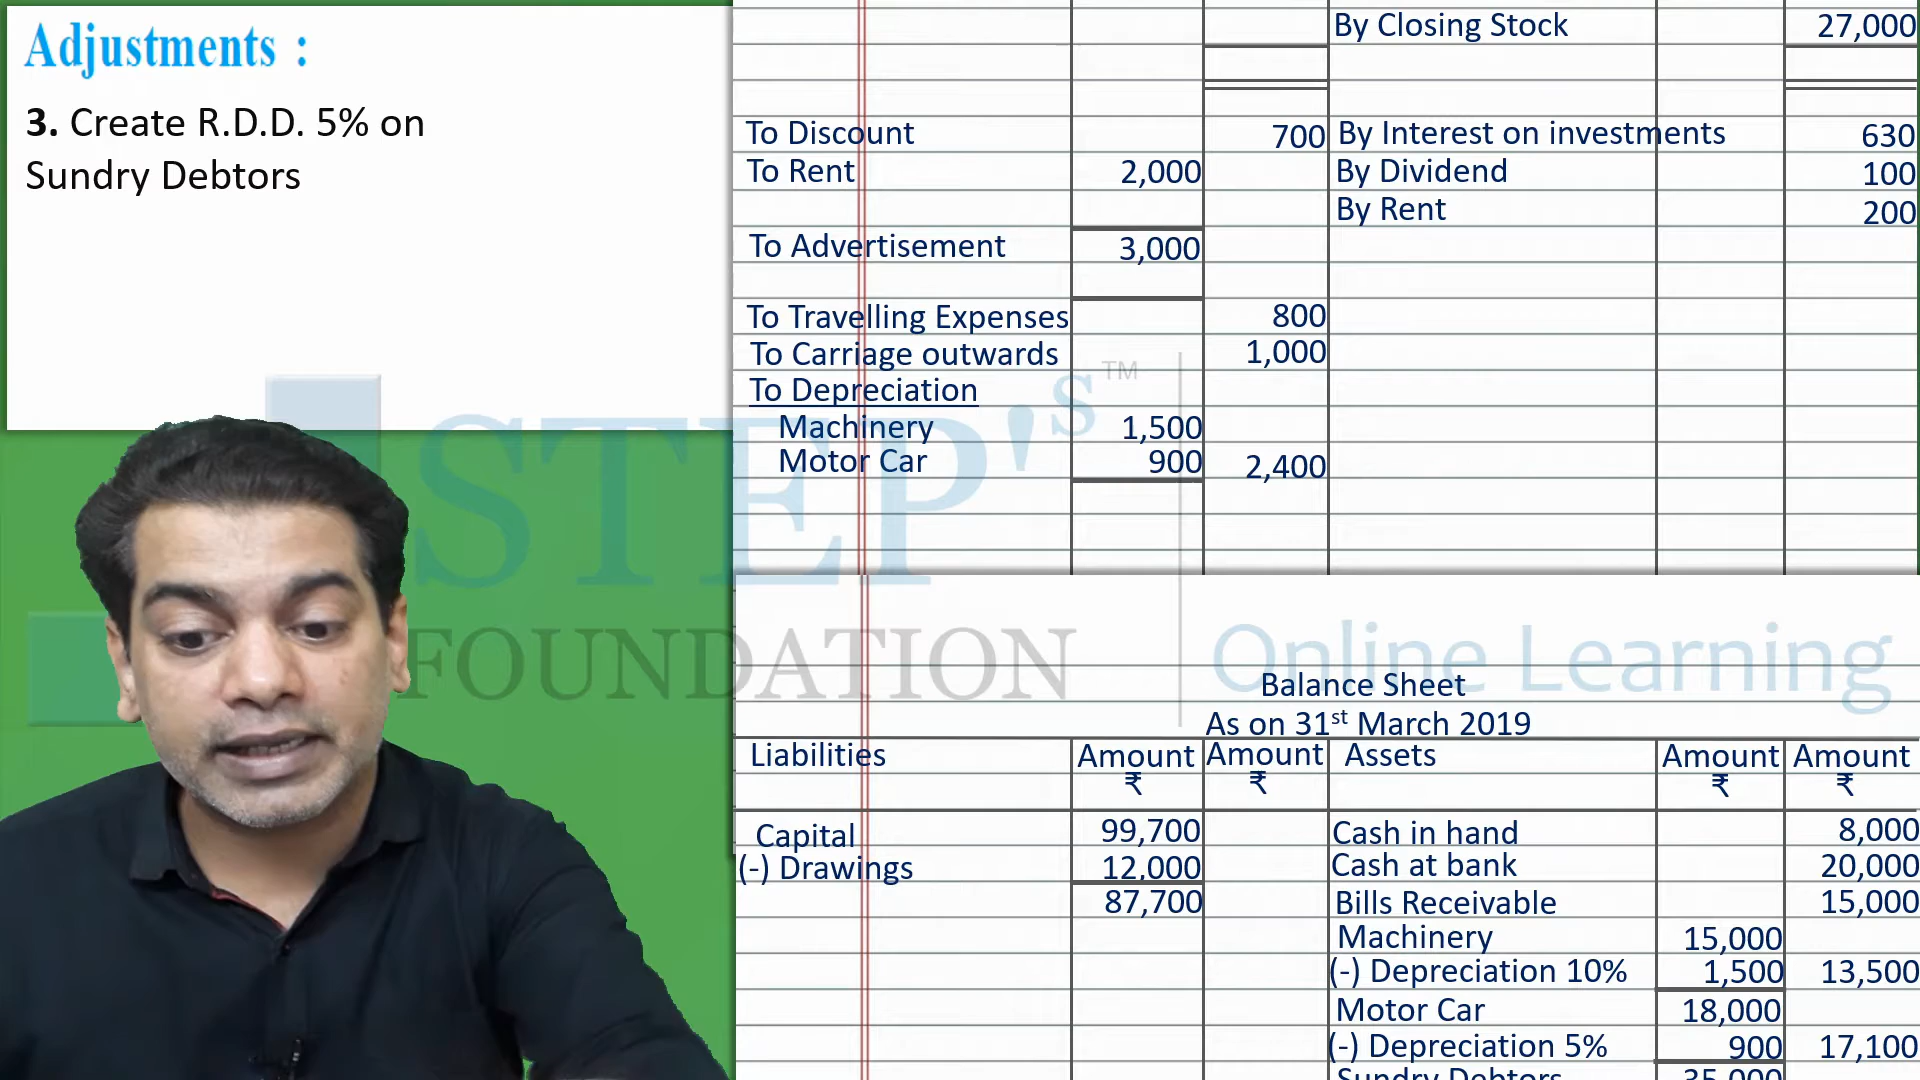 Adjustments :
3. Create R.D.D. 5% on
Sundry Debtors
By Closing Stock 27,000
To Discount 700 By Interest on investments 630
To Rent 2,000 By Dividend 100
By Rent 200
To Advertisement 3,000
To Travelling Expenses 800
To Carriage outwards 1,000
To Depreciation
Machinery 1,500
Motor Car 900 2,400
STEP's™
FOUNDATION Online Learning
Balance Sheet
As on 31st March 2019
Liabilities Amount ₹ Amount ₹ Assets Amount ₹ Amount ₹
Capital 99,700 Cash in hand 8,000
(-) Drawings 12,000 Cash at bank 20,000
87,700 Bills Receivable 15,000
Machinery 15,000
(-) Depreciation 10% 1,500 13,500
Motor Car 18,000
(-) Depreciation 5% 900 17,100
Sundry Debtors 35,000